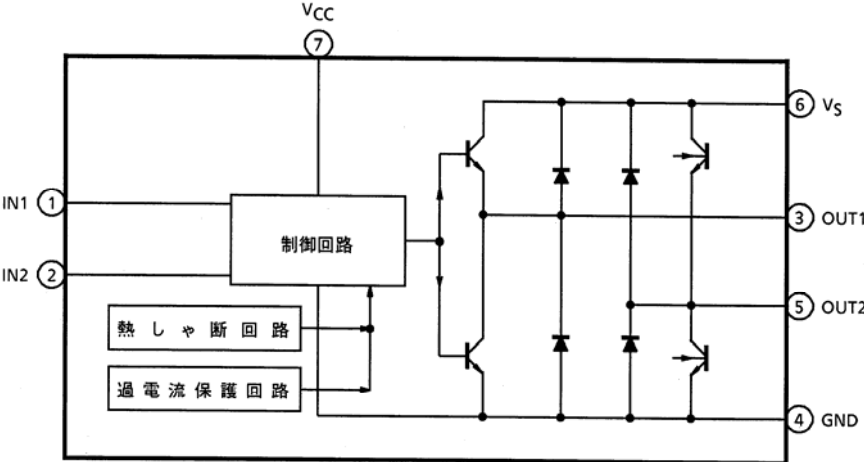 VCC
7
6 VS
IN1 1
3 OUT1
制御回路
IN2 2
5 OUT2
熱しゃ断回路
過電流保護回路
4 GND